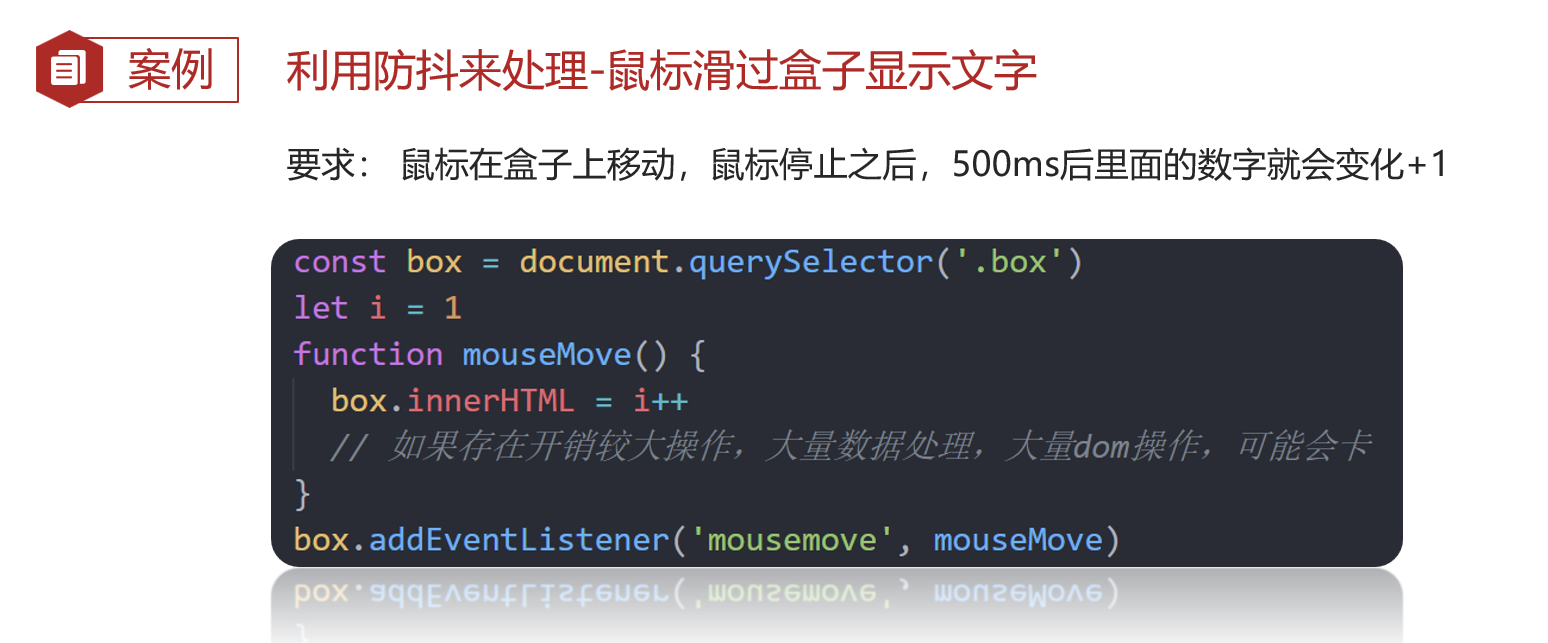 案例
利用防抖来处理-鼠标滑过盒子显示文字
要求： 鼠标在盒子上移动，鼠标停止之后，500ms后里面的数字就会变化+1
const box = document.querySelector('.box')
let i = 1
function mouseMove() {
  box.innerHTML = i++
  // 如果存在开销较大操作，大量数据处理，大量dom操作，可能会卡
}
box.addEventListener('mousemove', mouseMove)